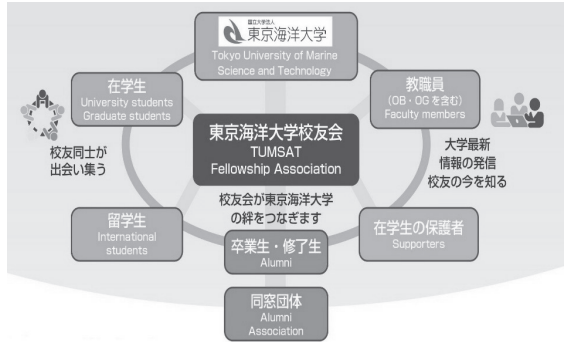 国立大学法人
東京海洋大学
Tokyo University of Marine
Science and Technology
在学生
University students
Graduate students
教職員
(OB・OGを含む)
Faculty members
校友同士が
出会い集う
東京海洋大学校友会
TUMSAT
Fellowship Association
大学最新
情報の発信
校友の今を知る
校友会が東京海洋大学
の絆をつなぎます
留学生
International
students
卒業生・修了生
Alumni
在学生の保護者
Supporters
同窓団体
Alumni
Association